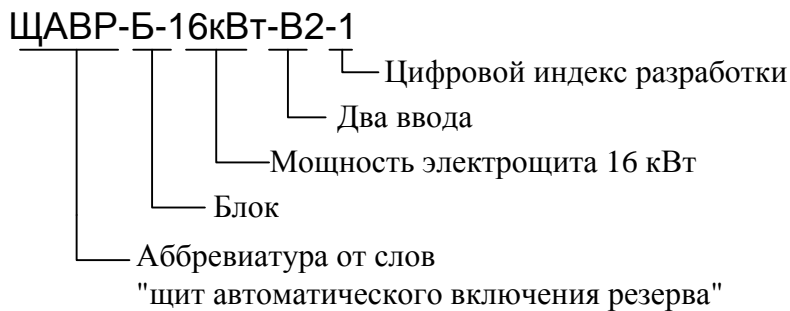 ЩАВР-Б-16кВт-В2-1
Цифровой индекс разработки
Два ввода
Мощность электрощита 16 кВт
Блок
Аббревиатура от слов
"щит автоматического включения резерва"